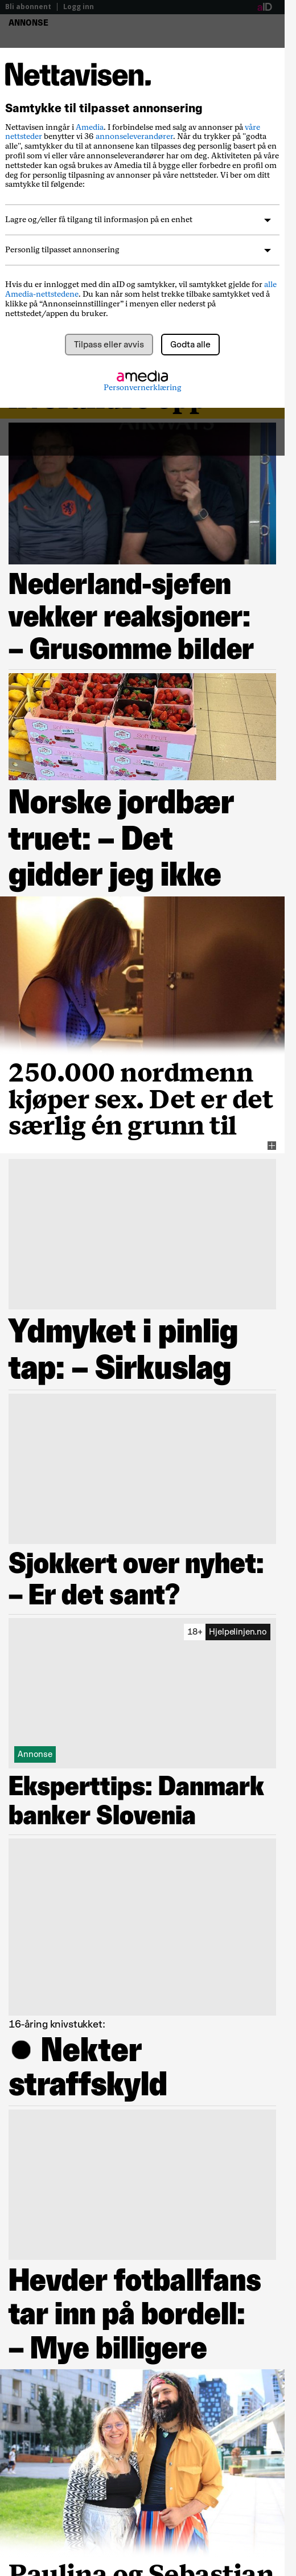 Bli abonnent | Logg inn
aID
ANNONSE
Nettavisen.
Samtykke til tilpasset annonsering
Nettavisen inngår i Amedia. I forbindelse med salg av annonser på våre
nettsteder benytter vi 36 annonseleverandører. Når du trykker på "godta
alle", samtykker du til at annonsene kan tilpasses deg personlig basert på en
profil som vi eller våre annonseleverandører har om deg. Aktiviteten på våre
nettsteder kan også brukes av Amedia til å bygge eller forbedre en profil om
deg for personlig tilpasning av annonser på våre nettsteder. Vi ber om ditt
samtykke til følgende:
Lagre og/eller få tilgang til informasjon på en enhet
Personlig tilpasset annonsering
Hvis du er innlogget med din aID og samtykker, vil samtykket gjelde for alle
Amedia-nettstedene. Du kan når som helst trekke tilbake samtykket ved å
klikke på “Annonseinnstillinger” i menyen eller nederst på
nettstedet/appen du bruker.
Tilpass eller avvis
Godta alle
amedia
Personvernerklæring
AIRWAYS
Nederland-sjefen
vekker reaksjoner:
– Grusomme bilder
Norske jordbær
truet: – Det
gidder jeg ikke
250.000 nordmenn
kjøper sex. Det er det
særlig én grunn til
Ydmyket i pinlig
tap: – Sirkuslag
Sjokkert over nyhet:
– Er det sant?
18+ Hjelpelinjen.no
Annonse
Eksperttips: Danmark
banker Slovenia
16-åring knivstukket:
● Nekter
straffskyld
Hevder fotballfans
tar inn på bordell:
– Mye billigere
Paulina og Sebastian